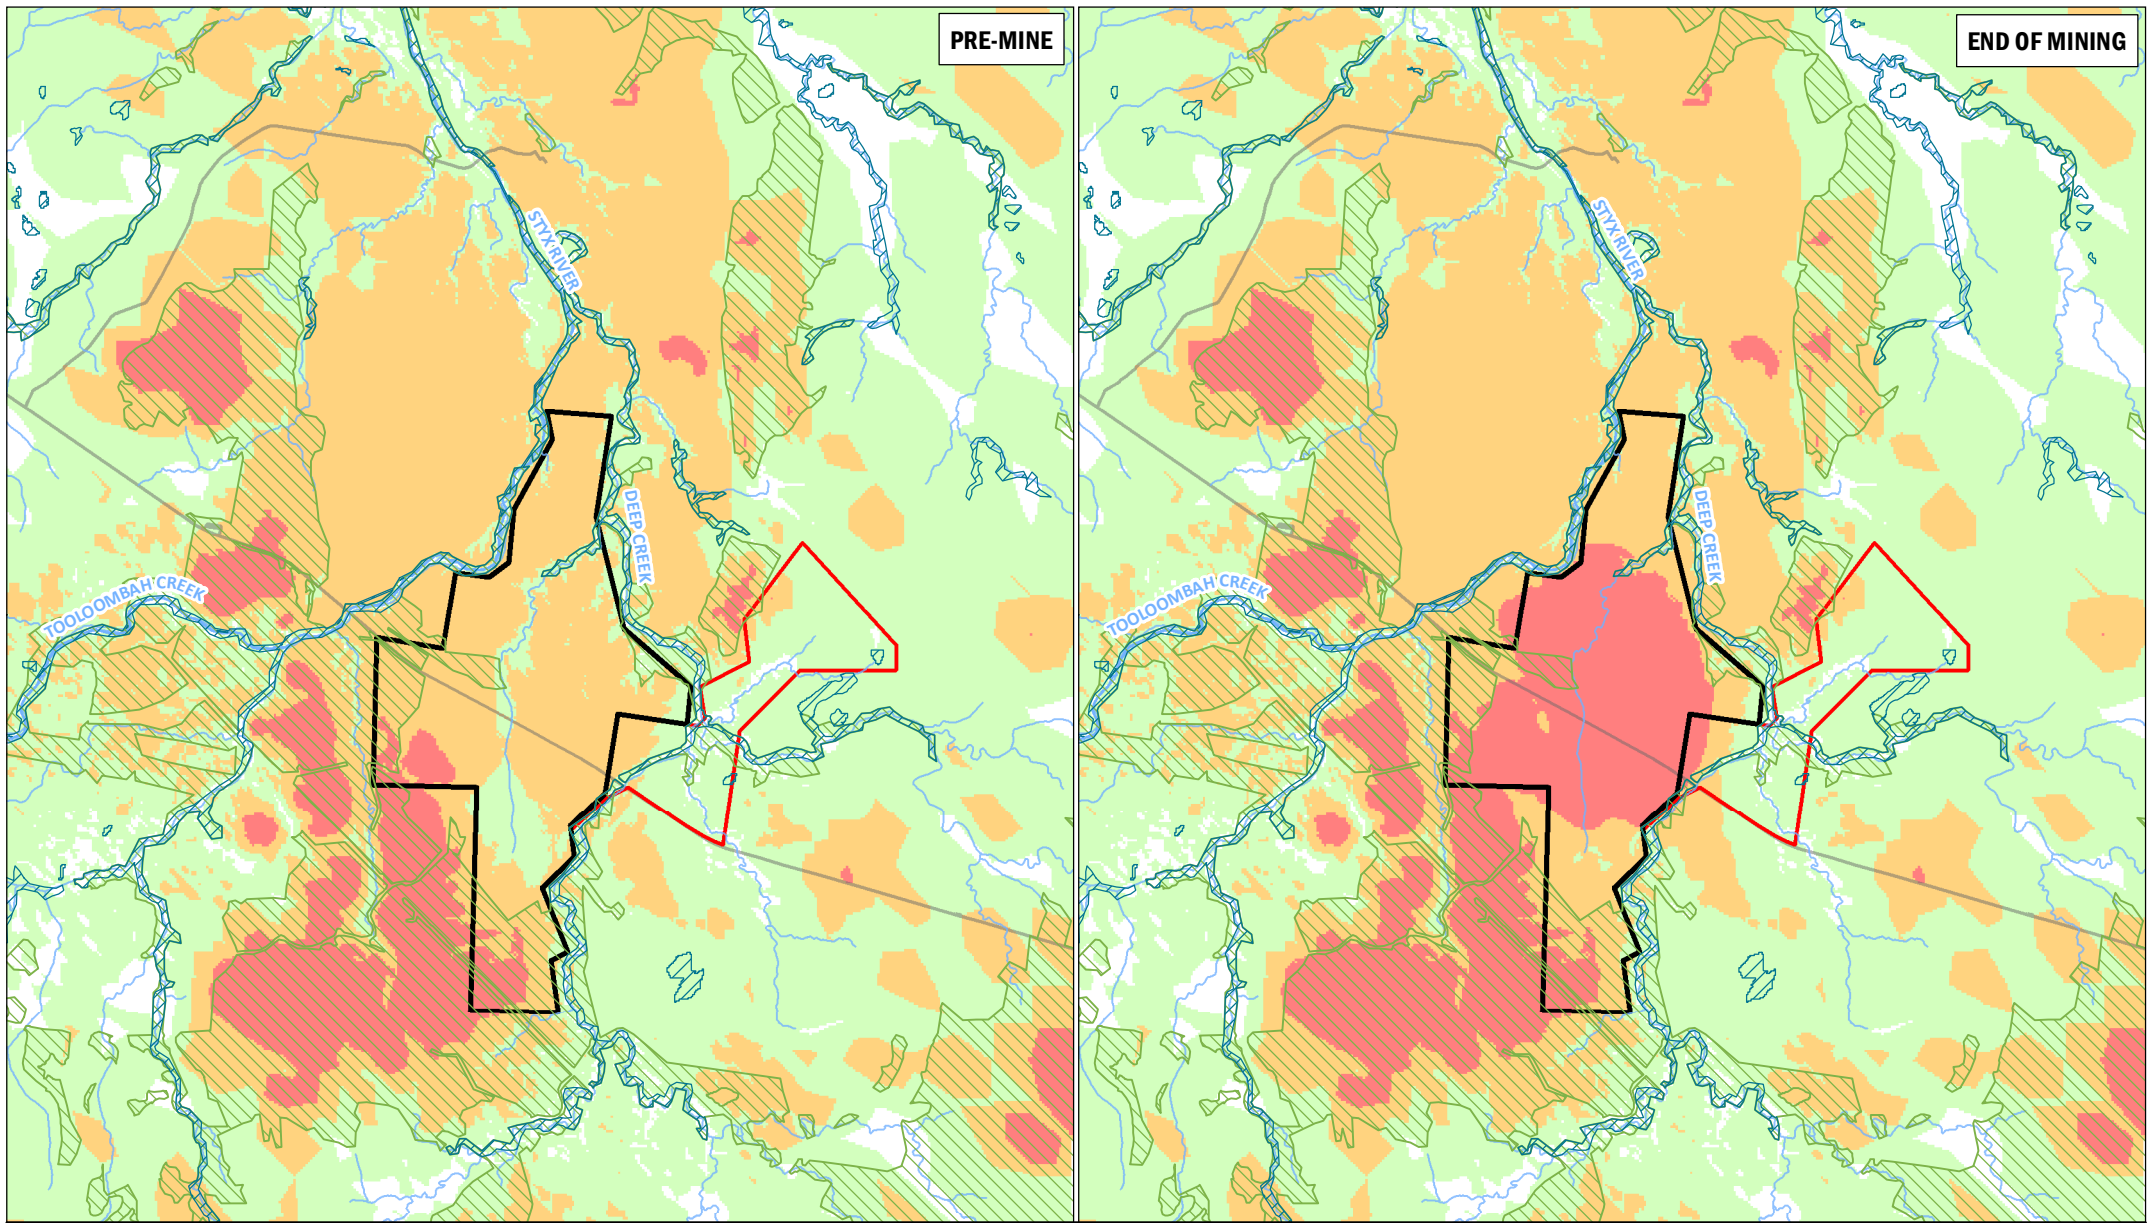 PRE-MINE
END OF MINING
STYX RIVER
STYX RIVER
DEEP CREEK
DEEP CREEK
TOOLOOMBAH CREEK
TOOLOOMBAH CREEK